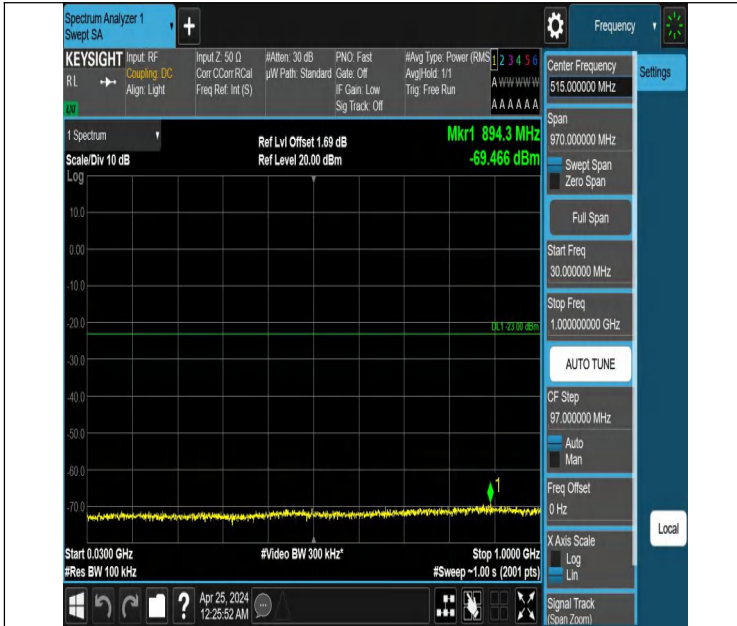 Spectrum Analyzer 1
Swept SA
+
Frequency
KEYSIGHT
RL
Input: RF
Coupling: DC
Align: Light
Input Z: 50 Ω
Corr CCorr RCal
Freq Ref: Int (S)
#Atten: 30 dB
µW Path: Standard
PNO: Fast
Gate: Off
IF Gain: Low
Sig Track: Off
#Avg Type: Power (RMS
Avg|Hold: 1/1
Trig: Free Run
1 2 3 4 5 6
A W W W W W
A A A A A A
1 Spectrum
Scale/Div 10 dB
Ref Lvl Offset 1.69 dB
Ref Level 20.00 dBm
Mkr1 894.3 MHz
-69.466 dBm
Log
10.0
0.00
-10.0
-20.0
DL1 -23.00 dBm
-30.0
-40.0
-50.0
-60.0
1
-70.0
Start 0.0300 GHz
#Res BW 100 kHz
#Video BW 300 kHz*
Stop 1.0000 GHz
#Sweep ~1.00 s (2001 pts)
?
Apr 25, 2024
12:25:52 AM
Center Frequency
515.000000 MHz
Span
970.000000 MHz
Swept Span
Zero Span
Full Span
Start Freq
30.000000 MHz
Stop Freq
1.000000000 GHz
AUTO TUNE
CF Step
97.000000 MHz
Auto
Man
Freq Offset
0 Hz
X Axis Scale
Log
Lin
Signal Track
(Span Zoom)
Settings
Local